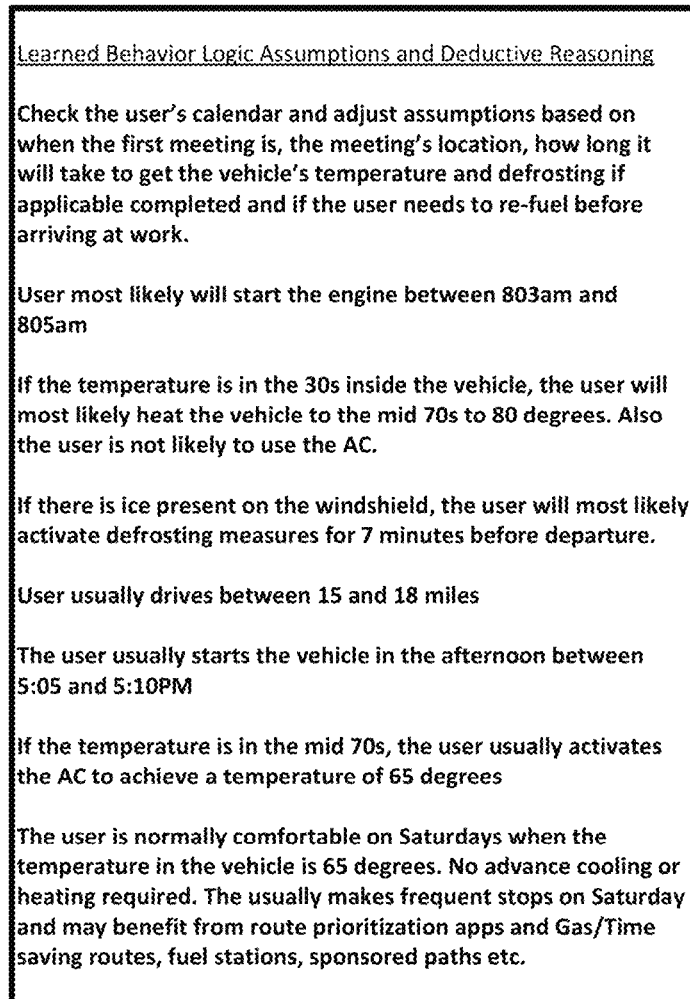 Learned Behavior Logic Assumptions and Deductive Reasoning
Check the user's calendar and adjust assumptions based on
when the first meeting is, the meeting's location, how long it
will take to get the vehicle's temperature and defrosting if
applicable completed and if the user needs to re-fuel before
arriving at work.
User most likely will start the engine between 803am and
805am
If the temperature is in the 30s inside the vehicle, the user will
most likely heat the vehicle to the mid 70s to 80 degrees. Also
the user is not likely to use the AC.
If there is ice present on the windshield, the user will most likely
activate defrosting measures for 7 minutes before departure.
User usually drives between 15 and 18 miles
The user usually starts the vehicle in the afternoon between
5:05 and 5:10PM
If the temperature is in the mid 70s, the user usually activates
the AC to achieve a temperature of 65 degrees
The user is normally comfortable on Saturdays when the
temperature in the vehicle is 65 degrees. No advance cooling or
heating required. The usually makes frequent stops on Saturday
and may benefit from route prioritization apps and Gas/Time
saving routes, fuel stations, sponsored paths etc.